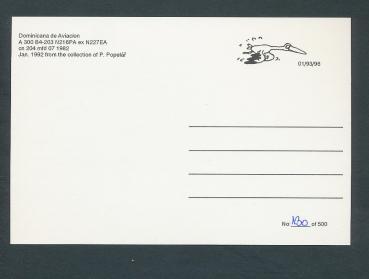 Dominicana de Aviacion
A 300 B4-203 N216PA ex N227EA
cn 204 mfd 07 1982
Jan. 1992 from the collection of P. Popelář
01/93/96
No 130 of 500